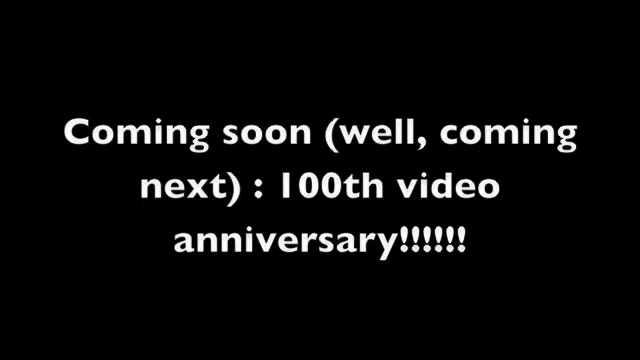 Coming soon (well, coming
next) : 100th video
anniversary!!!!!!